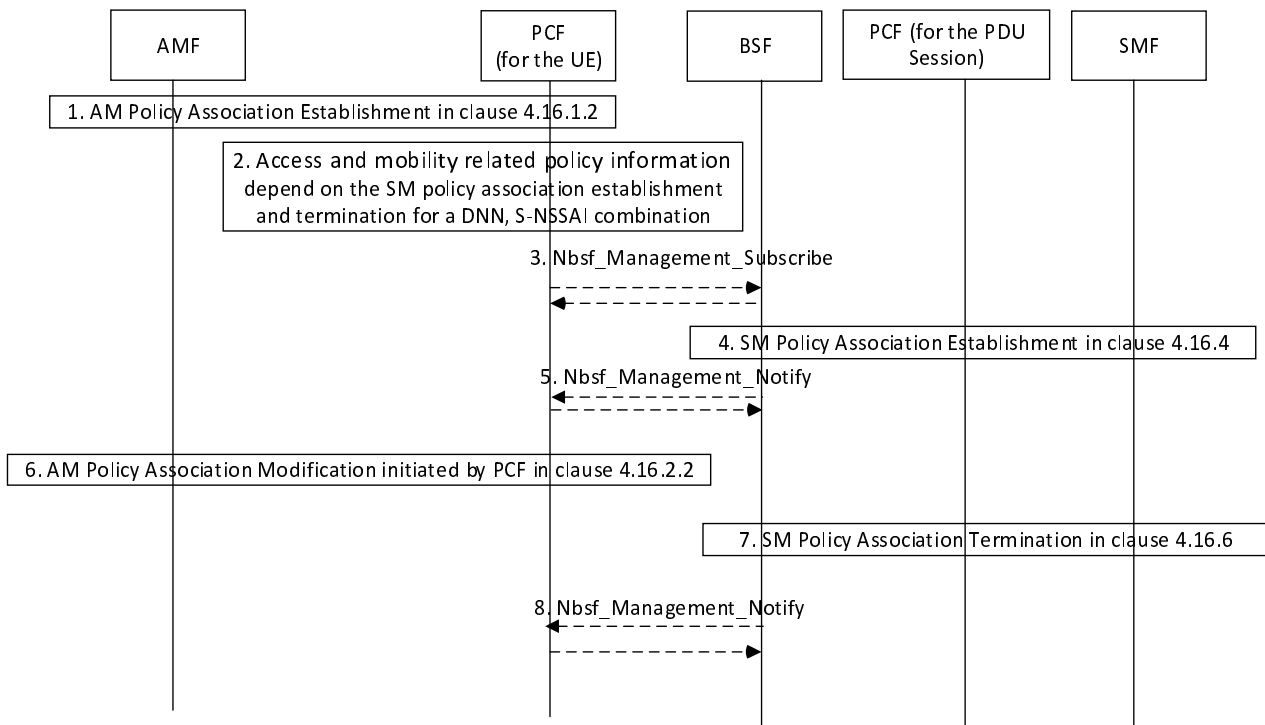 AMF
PCF
(for the UE)
BSF
PCF (for the PDU
Session)
SMF
1. AM Policy Association Establishment in clause 4.16.1.2
2. Access and mobility related policy information
depend on the SM policy association establishment
and termination for a DNN, S-NSSAI combination
3. Nbsf_Management_Subscribe
4. SM Policy Association Establishment in clause 4.16.4
5. Nbsf_Management_Notify
6. AM Policy Association Modification initiated by PCF in clause 4.16.2.2
7. SM Policy Association Termination in clause 4.16.6
8. Nbsf_Management_Notify